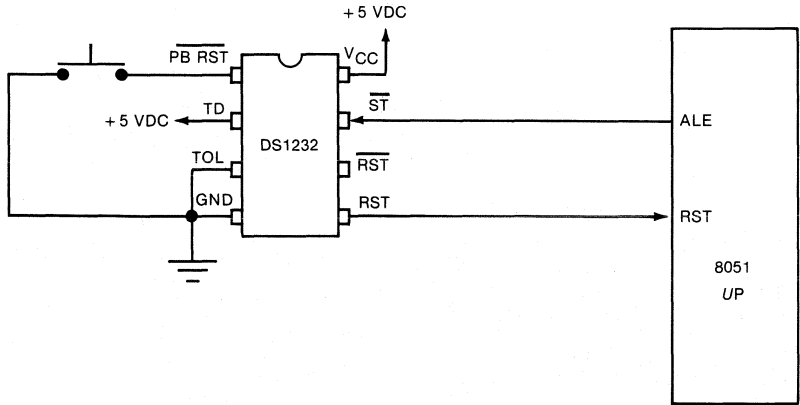 +5 VDC
PB RST
VCC
TD
ST
+5 VDC
ALE
DS1232
TOL
RST
GND
RST
RST
8051
UP